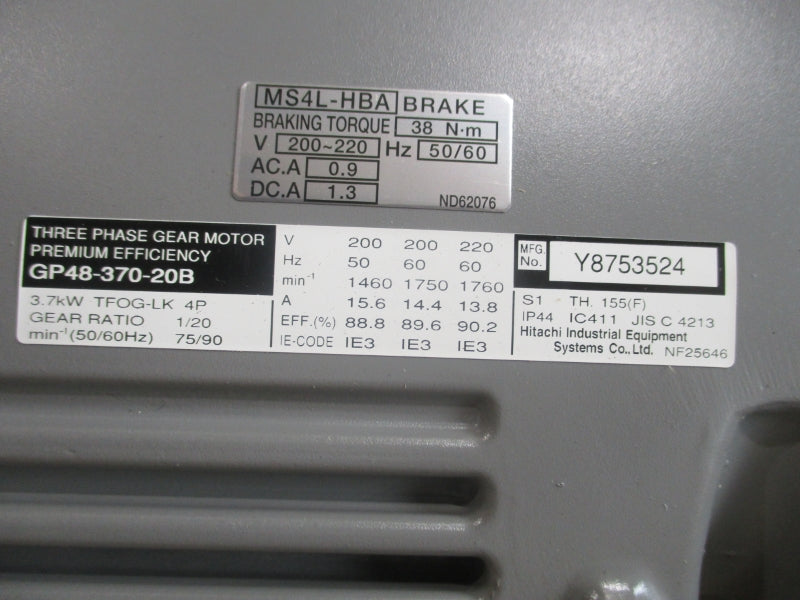 MS4L-HBA BRAKE
BRAKING TORQUE 38 N·m
V 200~220 Hz 50/60
AC.A 0.9
DC.A 1.3
ND62076
THREE PHASE GEAR MOTOR
PREMIUM EFFICIENCY
GP48-370-20B
3.7kW TFOG-LK 4P
GEAR RATIO 1/20
min⁻¹(50/60Hz) 75/90
V 200 200 220
Hz 50 60 60
min⁻¹ 1460 1750 1760
A 15.6 14.4 13.8
EFF.(%) 88.8 89.6 90.2
IE-CODE IE3 IE3 IE3
MFG. No. Y8753524
S1 TH. 155(F)
IP44 IC411 JIS C 4213
Hitachi Industrial Equipment
Systems Co., Ltd. NF25646